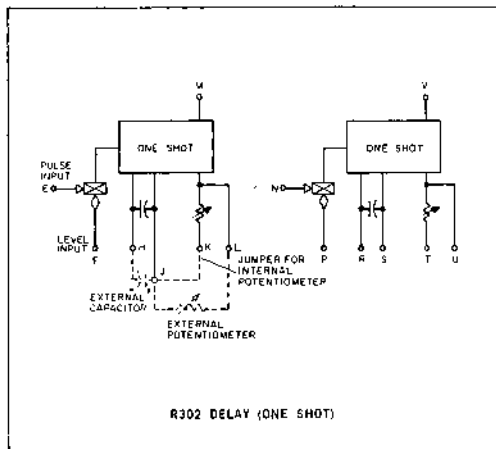 M
V
ONE SHOT
ONE SHOT
PULSE
INPUT
E
N
LEVEL
INPUT
F
H
J
K
L
P
R
S
T
U
JUMPER FOR
INTERNAL
POTENTIOMETER
EXTERNAL
CAPACITOR
EXTERNAL
POTENTIOMETER
R302 DELAY (ONE SHOT)